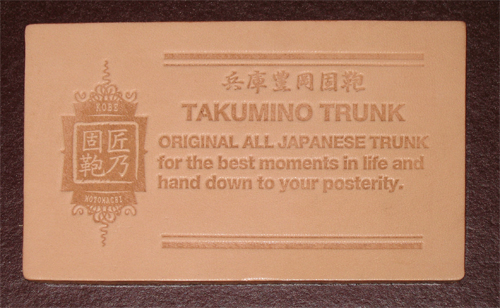 兵庫豊岡固鞄
TAKUMINO TRUNK
ORIGINAL ALL JAPANESE TRUNK
for the best moments in life and
hand down to your posterity.
KOBE
匠乃
固鞄
MOTOMACHI